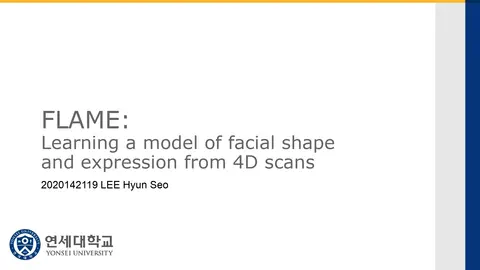 FLAME:
Learning a model of facial shape
and expression from 4D scans
2020142119 LEE Hyun Seo
연세대학교
YONSEI UNIVERSITY